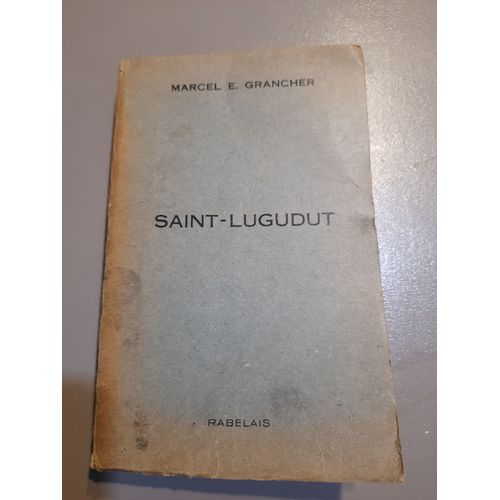 MARCEL E. GRANCHER
SAINT-LUGUDUT
RABELAIS